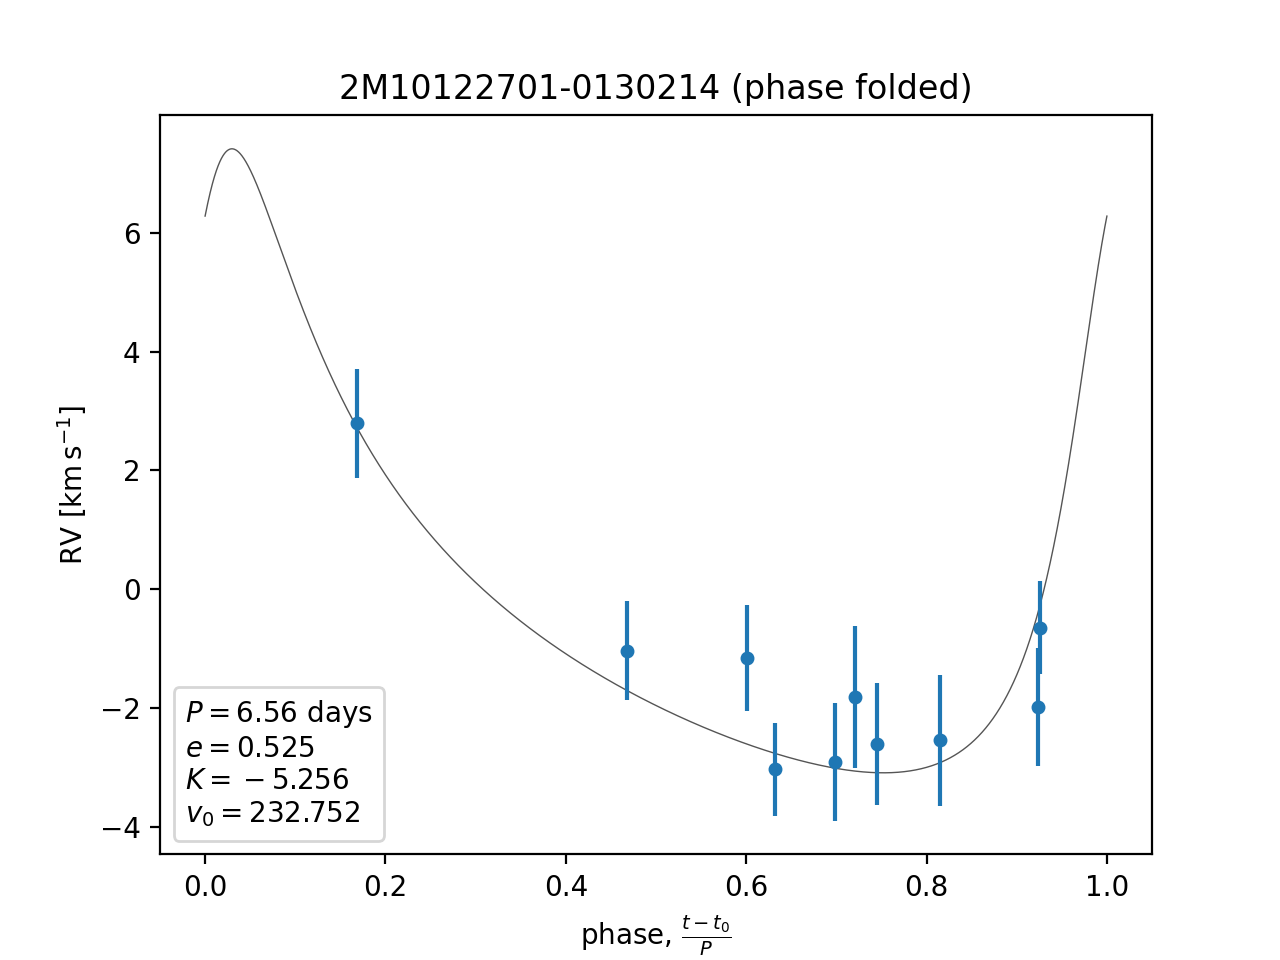 2M10122701-0130214 (phase folded)
RV [km s⁻¹]
6
4
2
0
−2
−4
P = 6.56 days
e = 0.525
K = −5.256
v₀ = 232.752
0.0 0.2 0.4 0.6 0.8 1.0
phase, (t − t₀)/P